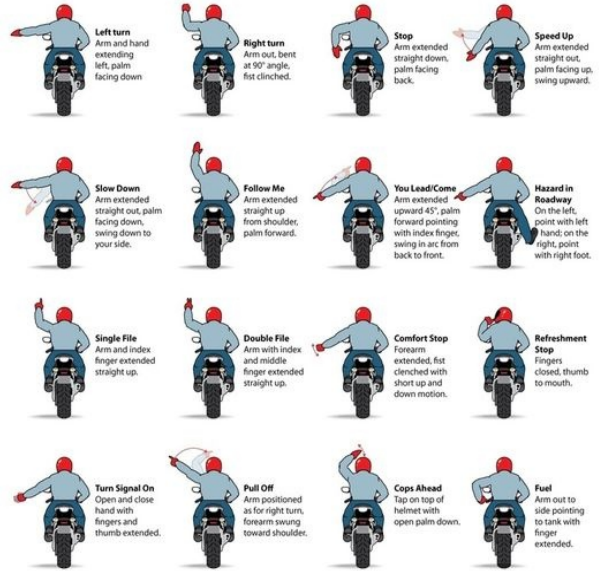 Left turn
Arm and hand
extending
left, palm
facing down
Right turn
Arm out, bent
at 90° angle,
fist clinched.
Stop
Arm extended
straight down,
palm facing
back.
Speed Up
Arm extended
straight out,
palm facing up,
swing upward.
Slow Down
Arm extended
straight out, palm
facing down,
swing down to
your side.
Follow Me
Arm extended
straight up
from shoulder,
palm forward.
You Lead/Come
Arm extended
upward 45°, palm
forward pointing
with index finger,
swing in arc from
back to front.
Hazard in
Roadway
On the left,
point with left
hand; on the
right, point
with right foot.
Single File
Arm and index
finger extended
straight up.
Double File
Arm with index
and middle
finger extended
straight up.
Comfort Stop
Forearm
extended, fist
clenched with
short up and
down motion.
Refreshment
Stop
Fingers
closed, thumb
to mouth.
Turn Signal On
Open and close
hand with
fingers and
thumb extended.
Pull Off
Arm positioned
as for right turn,
forearm swung
toward shoulder.
Cops Ahead
Tap on top of
helmet with
open palm down.
Fuel
Arm out to
side pointing
to tank with
finger
extended.